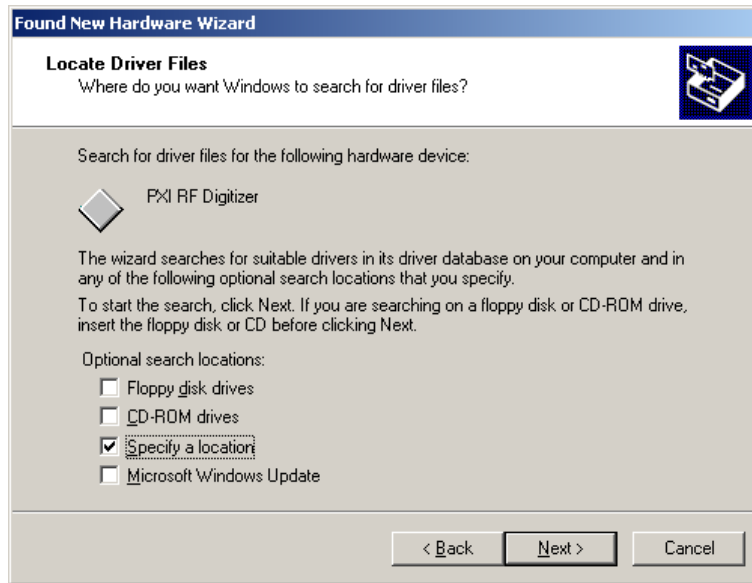 Found New Hardware Wizard
Locate Driver Files
Where do you want Windows to search for driver files?
Search for driver files for the following hardware device:
PXI RF Digitizer
The wizard searches for suitable drivers in its driver database on your computer and in
any of the following optional search locations that you specify.
To start the search, click Next. If you are searching on a floppy disk or CD-ROM drive,
insert the floppy disk or CD before clicking Next.
Optional search locations:
Floppy disk drives
CD-ROM drives
Specify a location
Microsoft Windows Update
< Back Next > Cancel